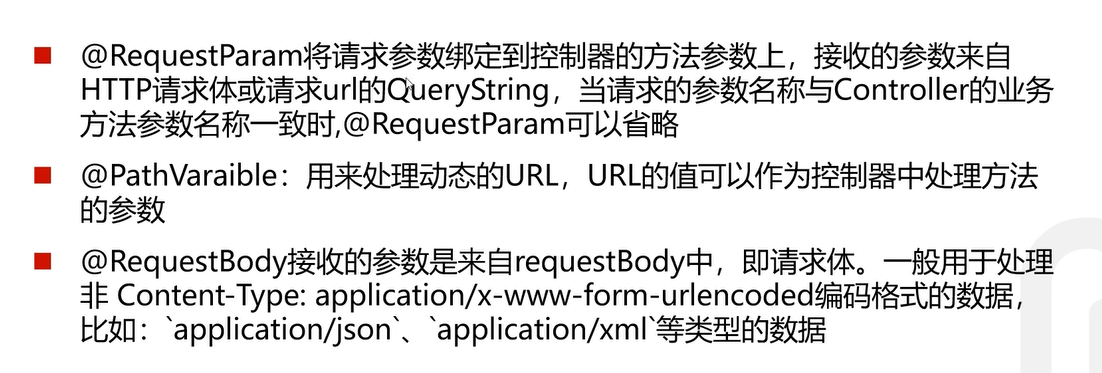 @RequestParam将请求参数绑定到控制器的方法参数上，接收的参数来自
HTTP请求体或请求url的QueryString，当请求的参数名称与Controller的业务
方法参数名称一致时,@RequestParam可以省略
@PathVaraible：用来处理动态的URL，URL的值可以作为控制器中处理方法
的参数
@RequestBody接收的参数是来自requestBody中，即请求体。一般用于处理
非 Content-Type: application/x-www-form-urlencoded编码格式的数据，
比如：`application/json`、`application/xml`等类型的数据